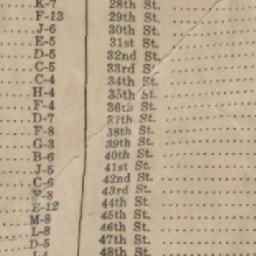 K-7 28th St.
F-13 29th St.
J-6 30th St.
E-5 31st St.
D-5 32nd St.
C-5 33rd St.
C-4 34th St.
H-4 35th St.
F-4 36th St.
D-7 37th St.
F-8 38th St.
G-3 39th St.
B-6 40th St.
J-5 41st St.
C-6 42nd St.
43rd St.
E-12 44th St.
M-8 45th St.
L-8 46th St.
D-5 47th St.
48th St.